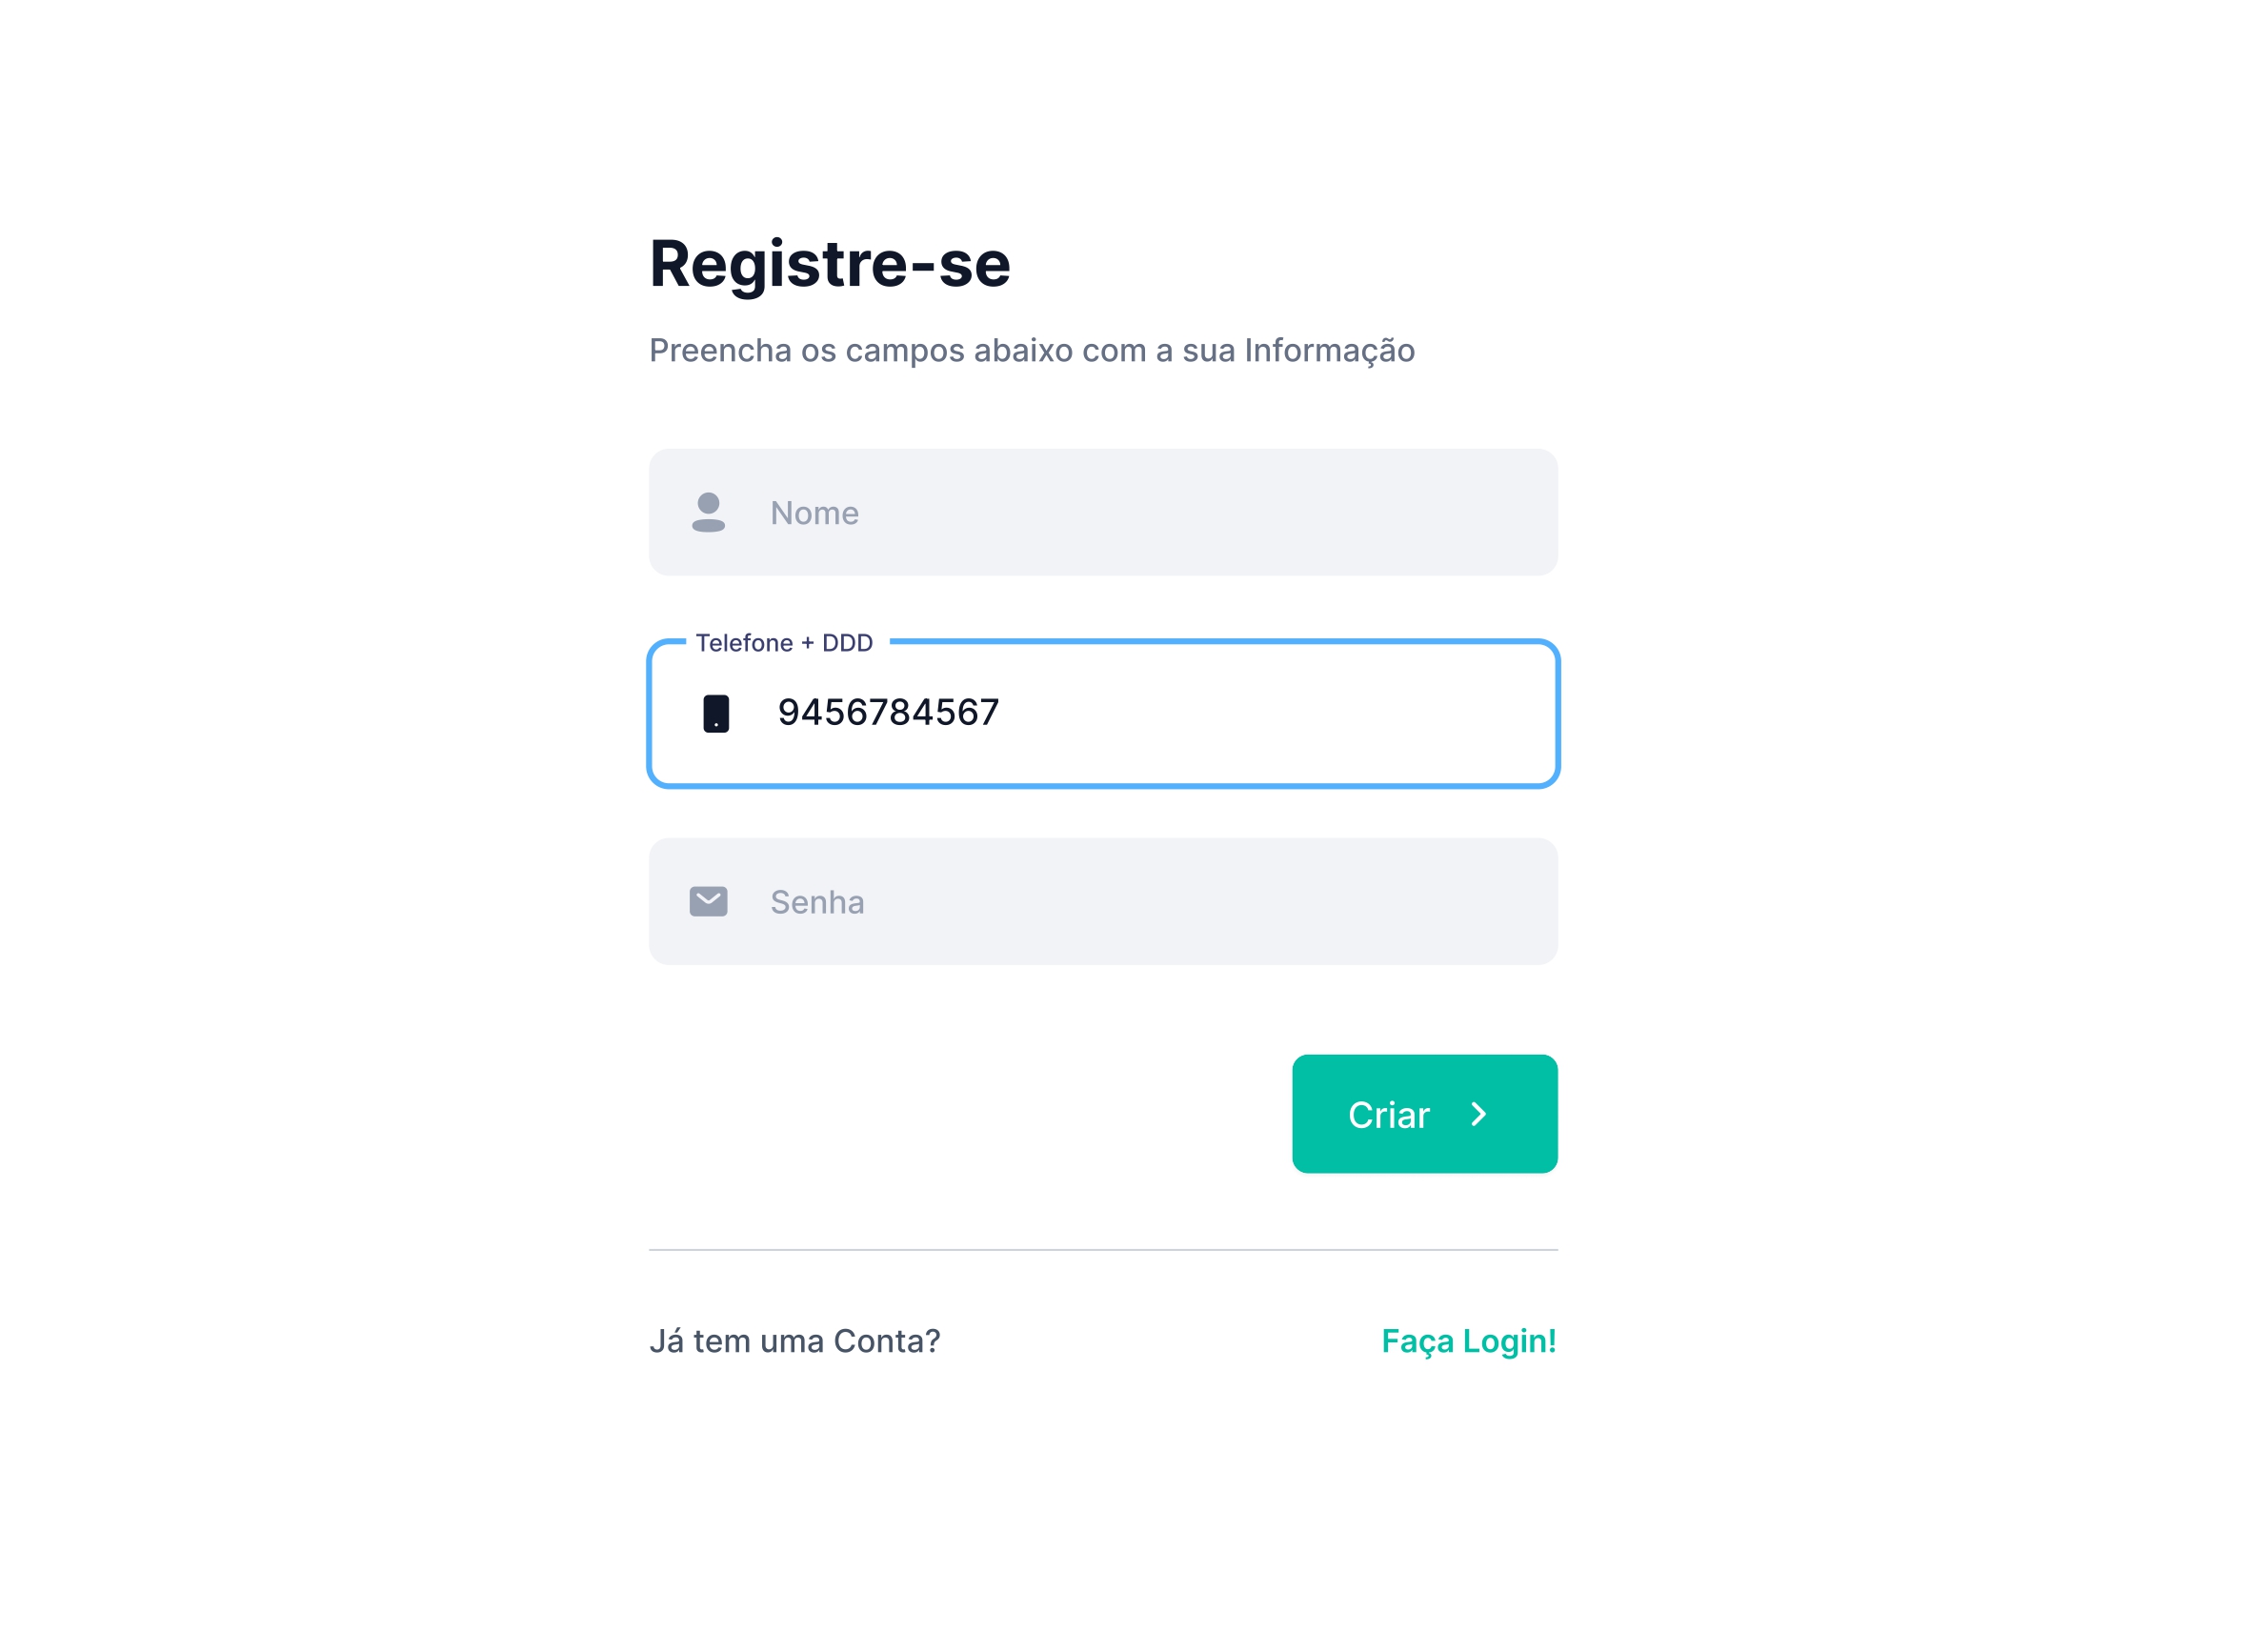 Registre-se
Preencha os campos abaixo com a sua Informação
Nome
Telefone + DDD
9456784567
Senha
Criar
Já tem uma Conta? Faça Login!